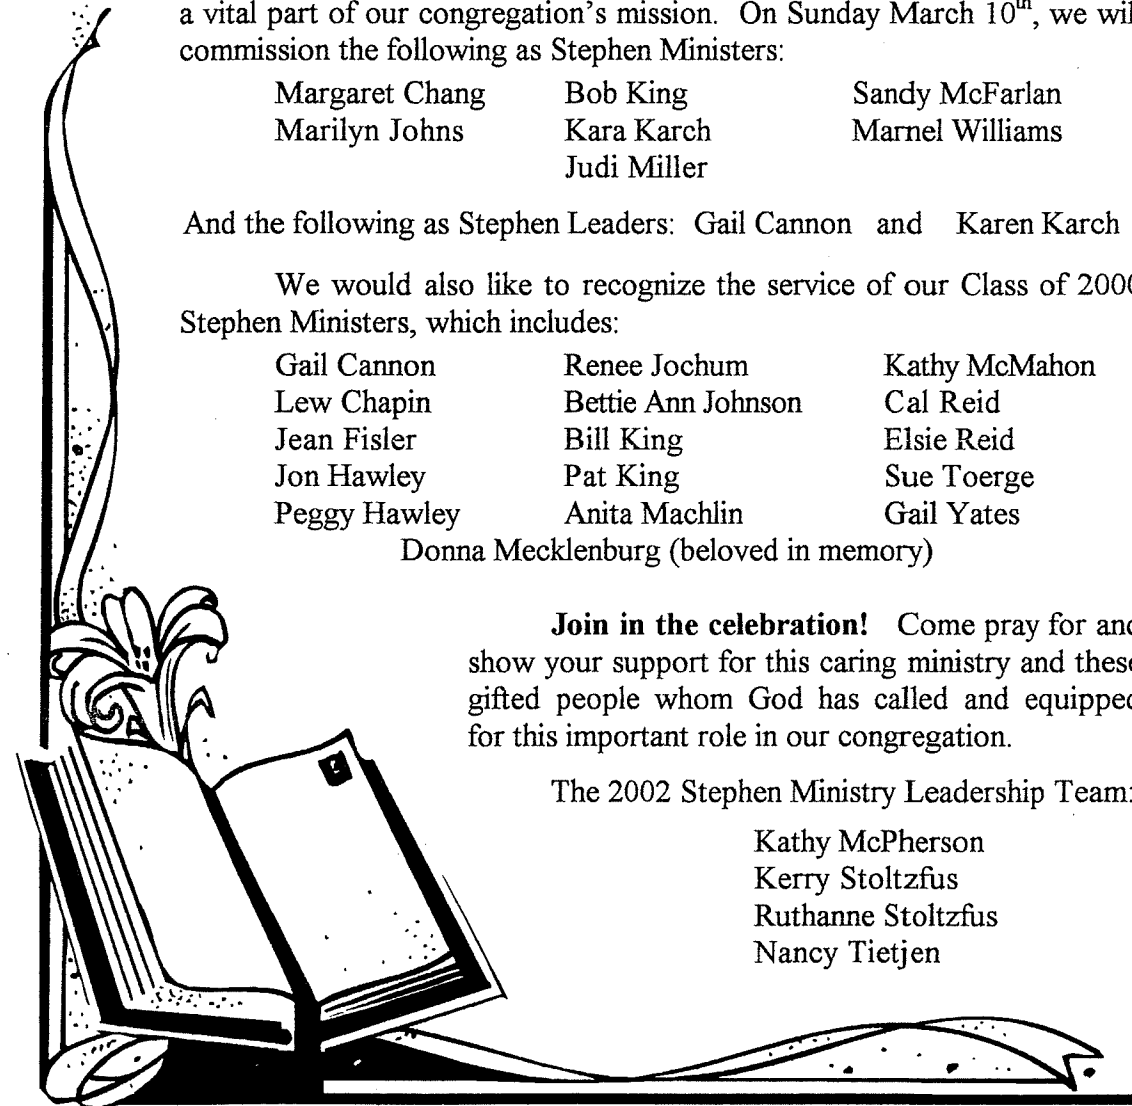 a vital part of our congregation's mission. On Sunday March 10th, we wil
commission the following as Stephen Ministers:
Margaret Chang Bob King Sandy McFarlan
Marilyn Johns Kara Karch Marnel Williams
Judi Miller
And the following as Stephen Leaders: Gail Cannon and Karen Karch
We would also like to recognize the service of our Class of 2000
Stephen Ministers, which includes:
Gail Cannon Renee Jochum Kathy McMahon
Lew Chapin Bettie Ann Johnson Cal Reid
Jean Fisler Bill King Elsie Reid
Jon Hawley Pat King Sue Toerge
Peggy Hawley Anita Machlin Gail Yates
Donna Mecklenburg (beloved in memory)
Join in the celebration! Come pray for and
show your support for this caring ministry and these
gifted people whom God has called and equipped
for this important role in our congregation.
The 2002 Stephen Ministry Leadership Team:
Kathy McPherson
Kerry Stoltzfus
Ruthanne Stoltzfus
Nancy Tietjen